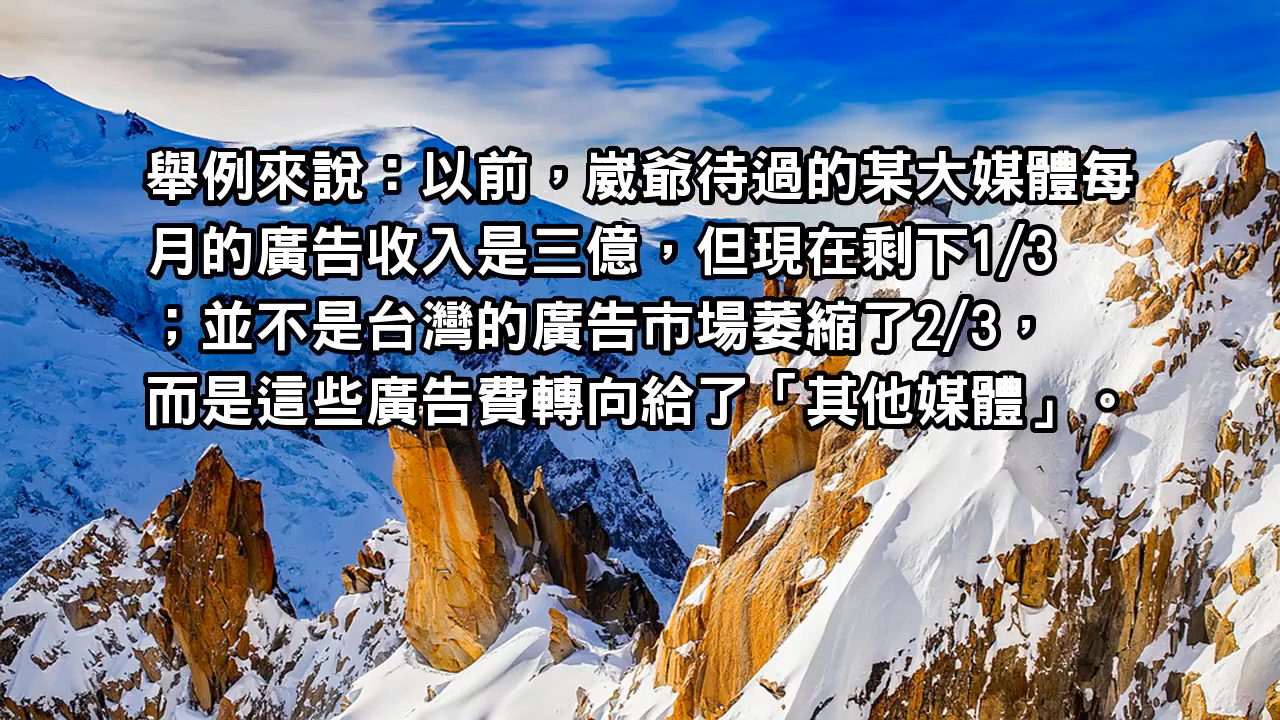 舉例來說：以前，崴爺待過的某大媒體每
月的廣告收入是三億，但現在剩下1/3
；並不是台灣的廣告市場萎縮了2/3，
而是這些廣告費轉向給了「其他媒體」。